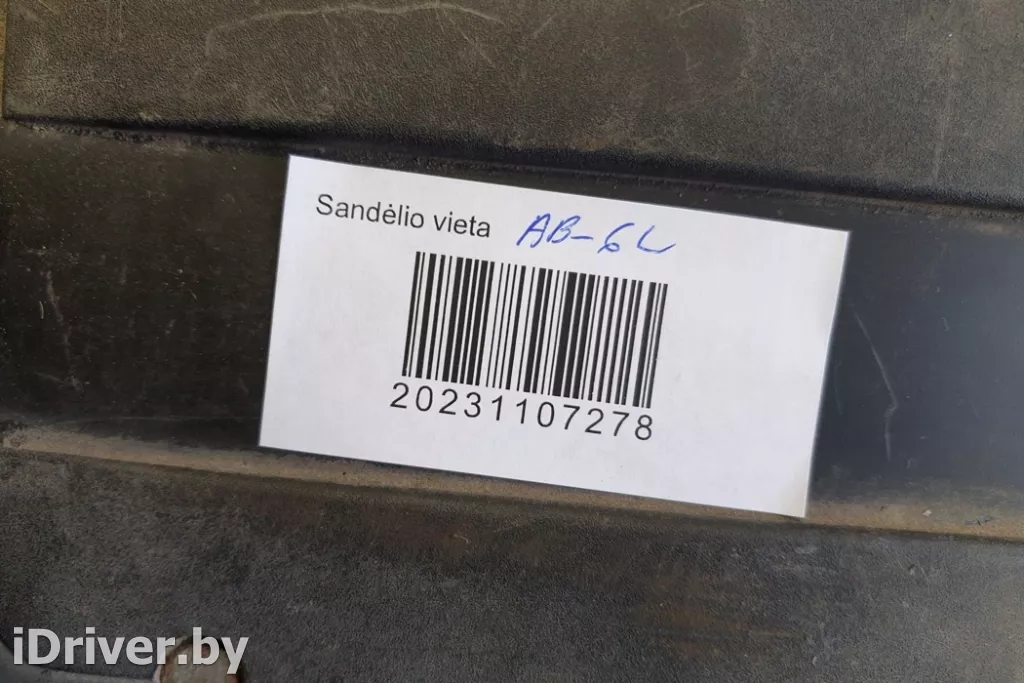 Sandėlio vieta AB-6L
20231107278
iDriver.by